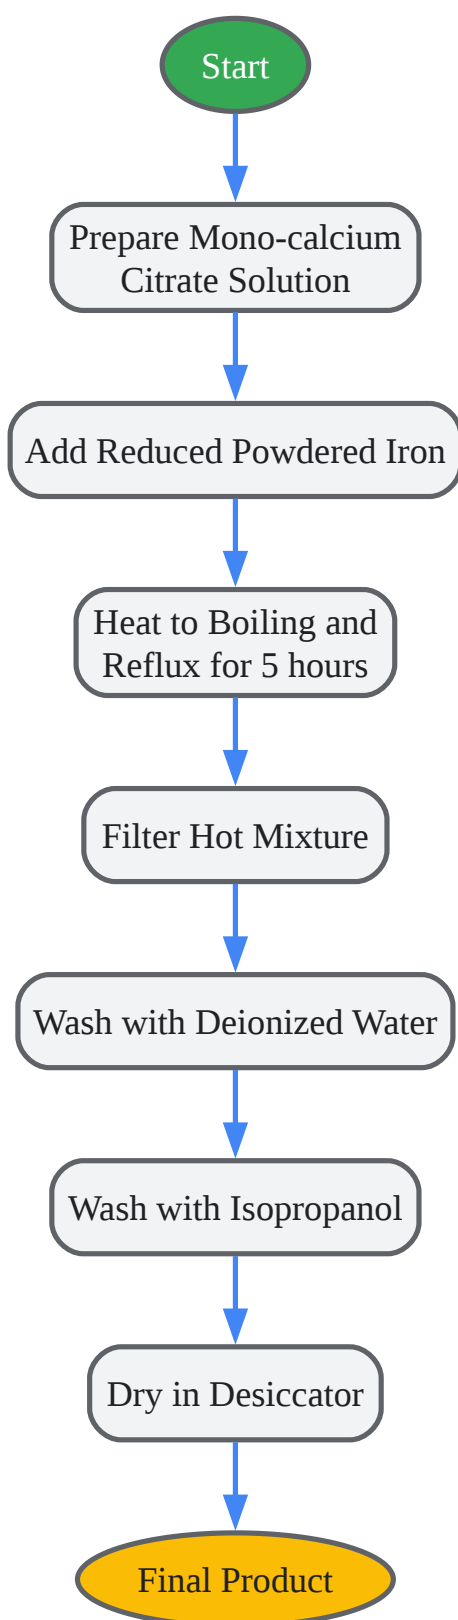 Start
Prepare Mono-calcium
Citrate Solution
Add Reduced Powdered Iron
Heat to Boiling and
Reflux for 5 hours
Filter Hot Mixture
Wash with Deionized Water
Wash with Isopropanol
Dry in Desiccator
Final Product